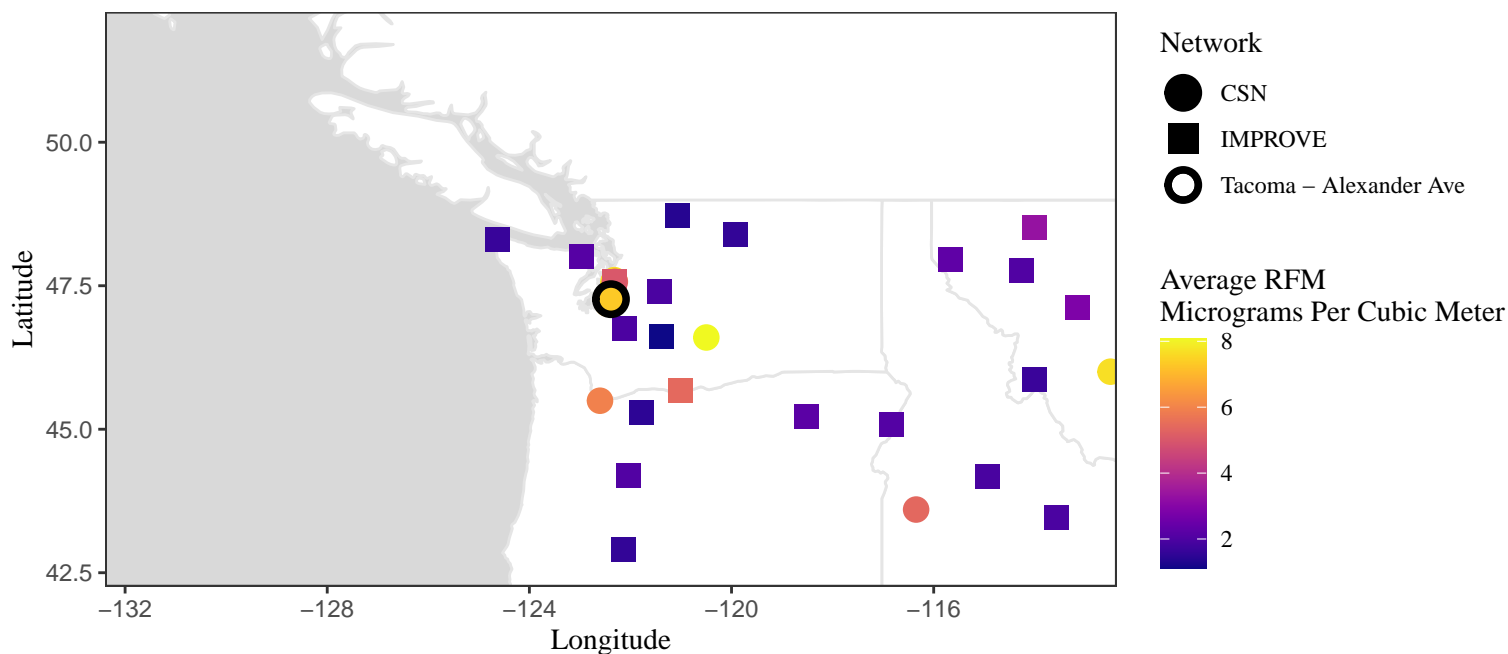 Network
CSN
IMPROVE
Tacoma − Alexander Ave
Average RFM
Micrograms Per Cubic Meter
8
6
4
2
Latitude
50.0
47.5
45.0
42.5
−132
−128
−124
−120
−116
Longitude